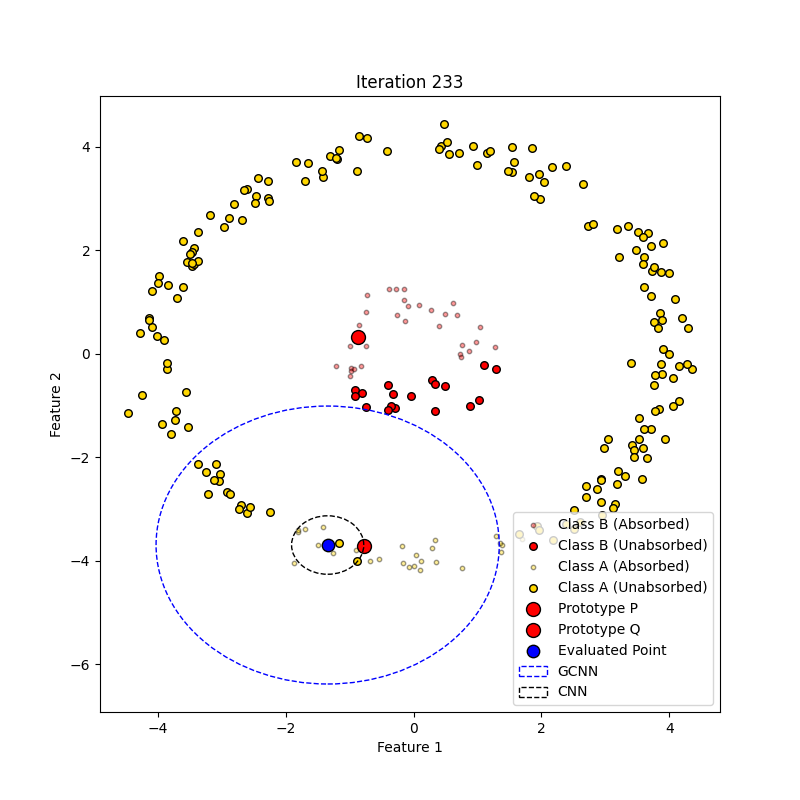 Iteration 233
4
2
0
−2
−4
−6
Feature 2
−4
−2
0
2
4
Feature 1
Class B (Absorbed)
Class B (Unabsorbed)
Class A (Absorbed)
Class A (Unabsorbed)
Prototype P
Prototype Q
Evaluated Point
GCNN
CNN